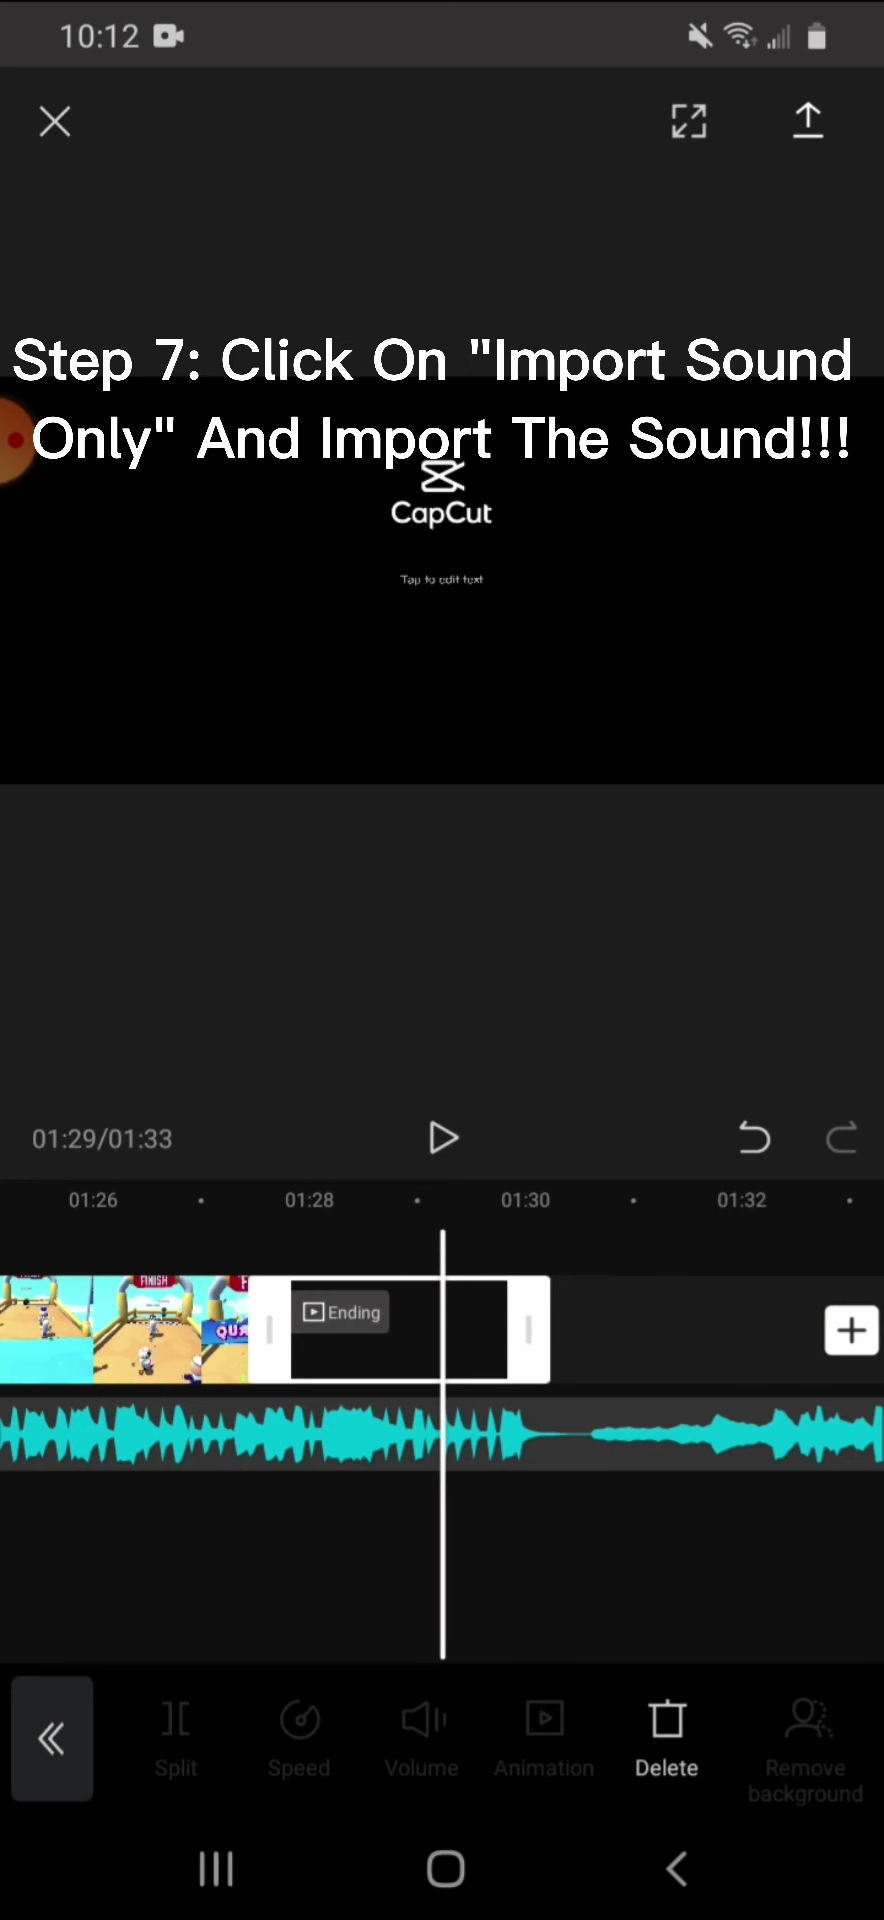 10:12
Step 7: Click On "Import Sound
Only" And Import The Sound!!!
CapCut
Tap to edit text
01:29/01:33
01:26 01:28 01:30 01:32
FINISH
Ending
Split Speed Volume Animation Delete Remove
background